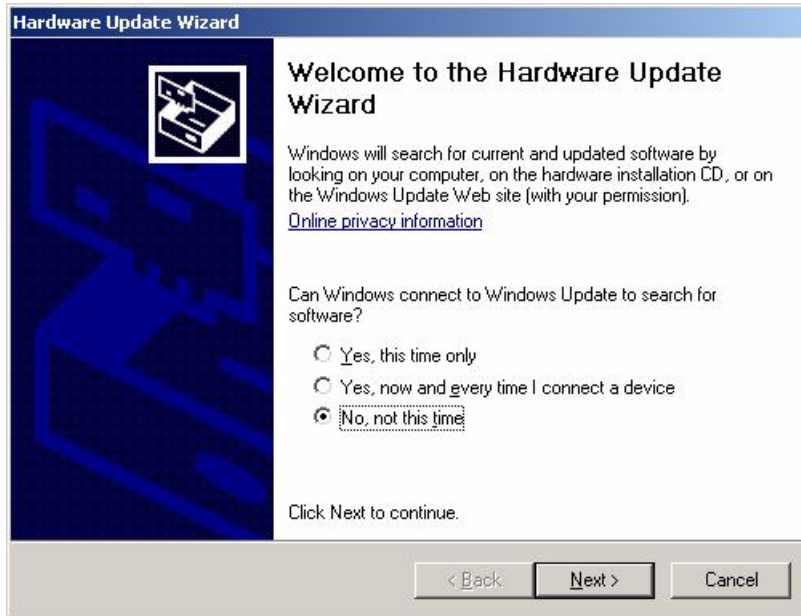 Hardware Update Wizard
Welcome to the Hardware Update
Wizard
Windows will search for current and updated software by
looking on your computer, on the hardware installation CD, or on
the Windows Update Web site (with your permission).
Online privacy information
Can Windows connect to Windows Update to search for
software?
Yes, this time only
Yes, now and every time I connect a device
No, not this time
Click Next to continue.
< Back Next > Cancel